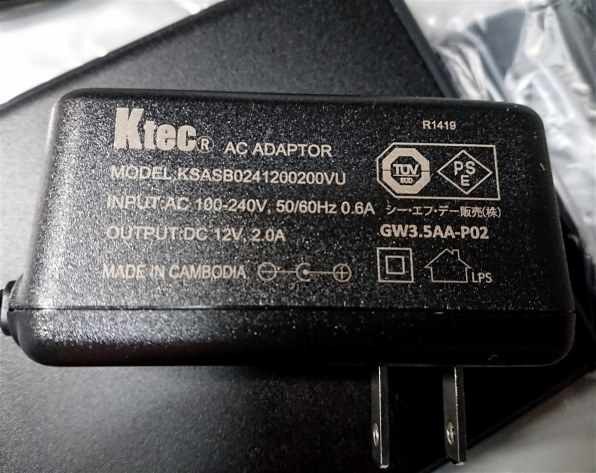 Ktec® AC ADAPTOR
R1419
MODEL:KSASB0241200200VU
INPUT:AC 100-240V, 50/60Hz 0.6A
OUTPUT:DC 12V, 2.0A
MADE IN CAMBODIA
TÜV
SÜD
PS
E
シー・エフ・デー販売(株)
GW3.5AA-P02
LPS